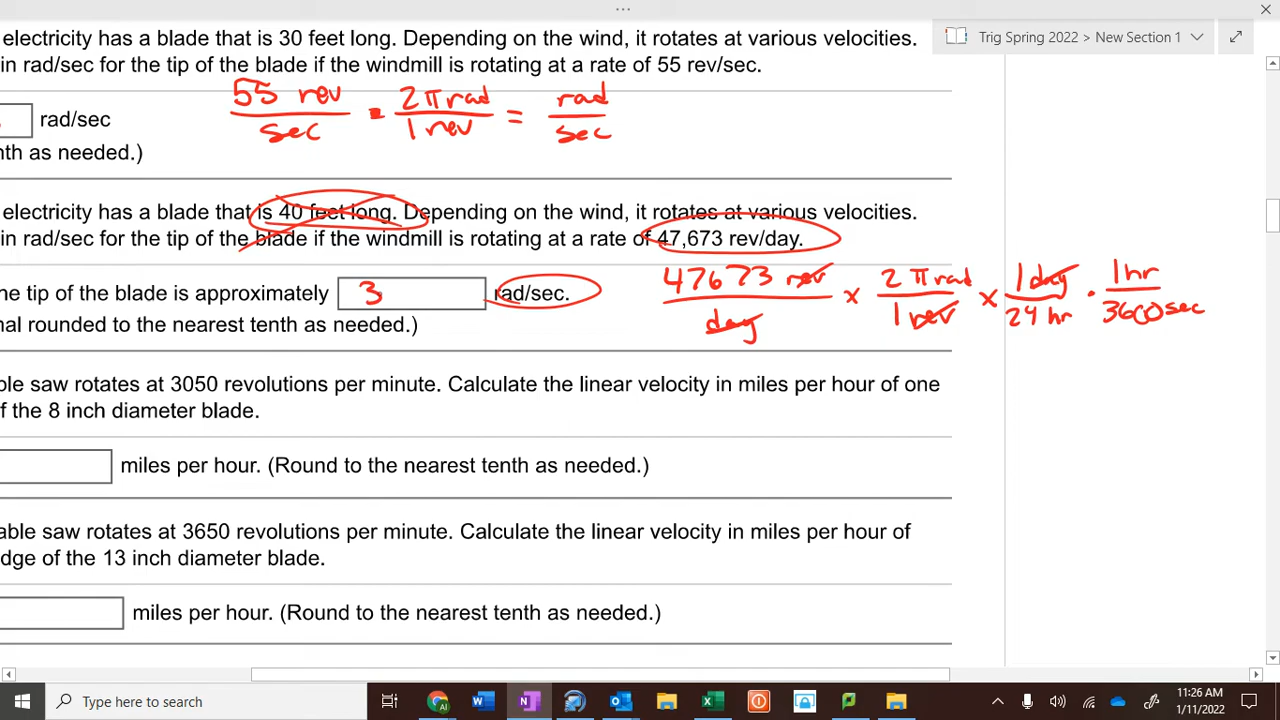 electricity has a blade that is 30 feet long. Depending on the wind, it rotates at various velocities.
Trig Spring 2022 > New Section 1
in rad/sec for the tip of the blade if the windmill is rotating at a rate of 55 rev/sec.
55 rev 2π rad rad
sec · 1 rev = sec
rad/sec
nth as needed.)
electricity has a blade that is 40 feet long. Depending on the wind, it rotates at various velocities.
in rad/sec for the tip of the blade if the windmill is rotating at a rate of 47,673 rev/day.
47673 rev 2π rad 1 day 1hr
day × 1 rev × 24 hr · 3600 sec
ne tip of the blade is approximately 3 rad/sec.
nal rounded to the nearest tenth as needed.)
ble saw rotates at 3050 revolutions per minute. Calculate the linear velocity in miles per hour of one
f the 8 inch diameter blade.
miles per hour. (Round to the nearest tenth as needed.)
able saw rotates at 3650 revolutions per minute. Calculate the linear velocity in miles per hour of
dge of the 13 inch diameter blade.
miles per hour. (Round to the nearest tenth as needed.)
Type here to search
11:26 AM
1/11/2022